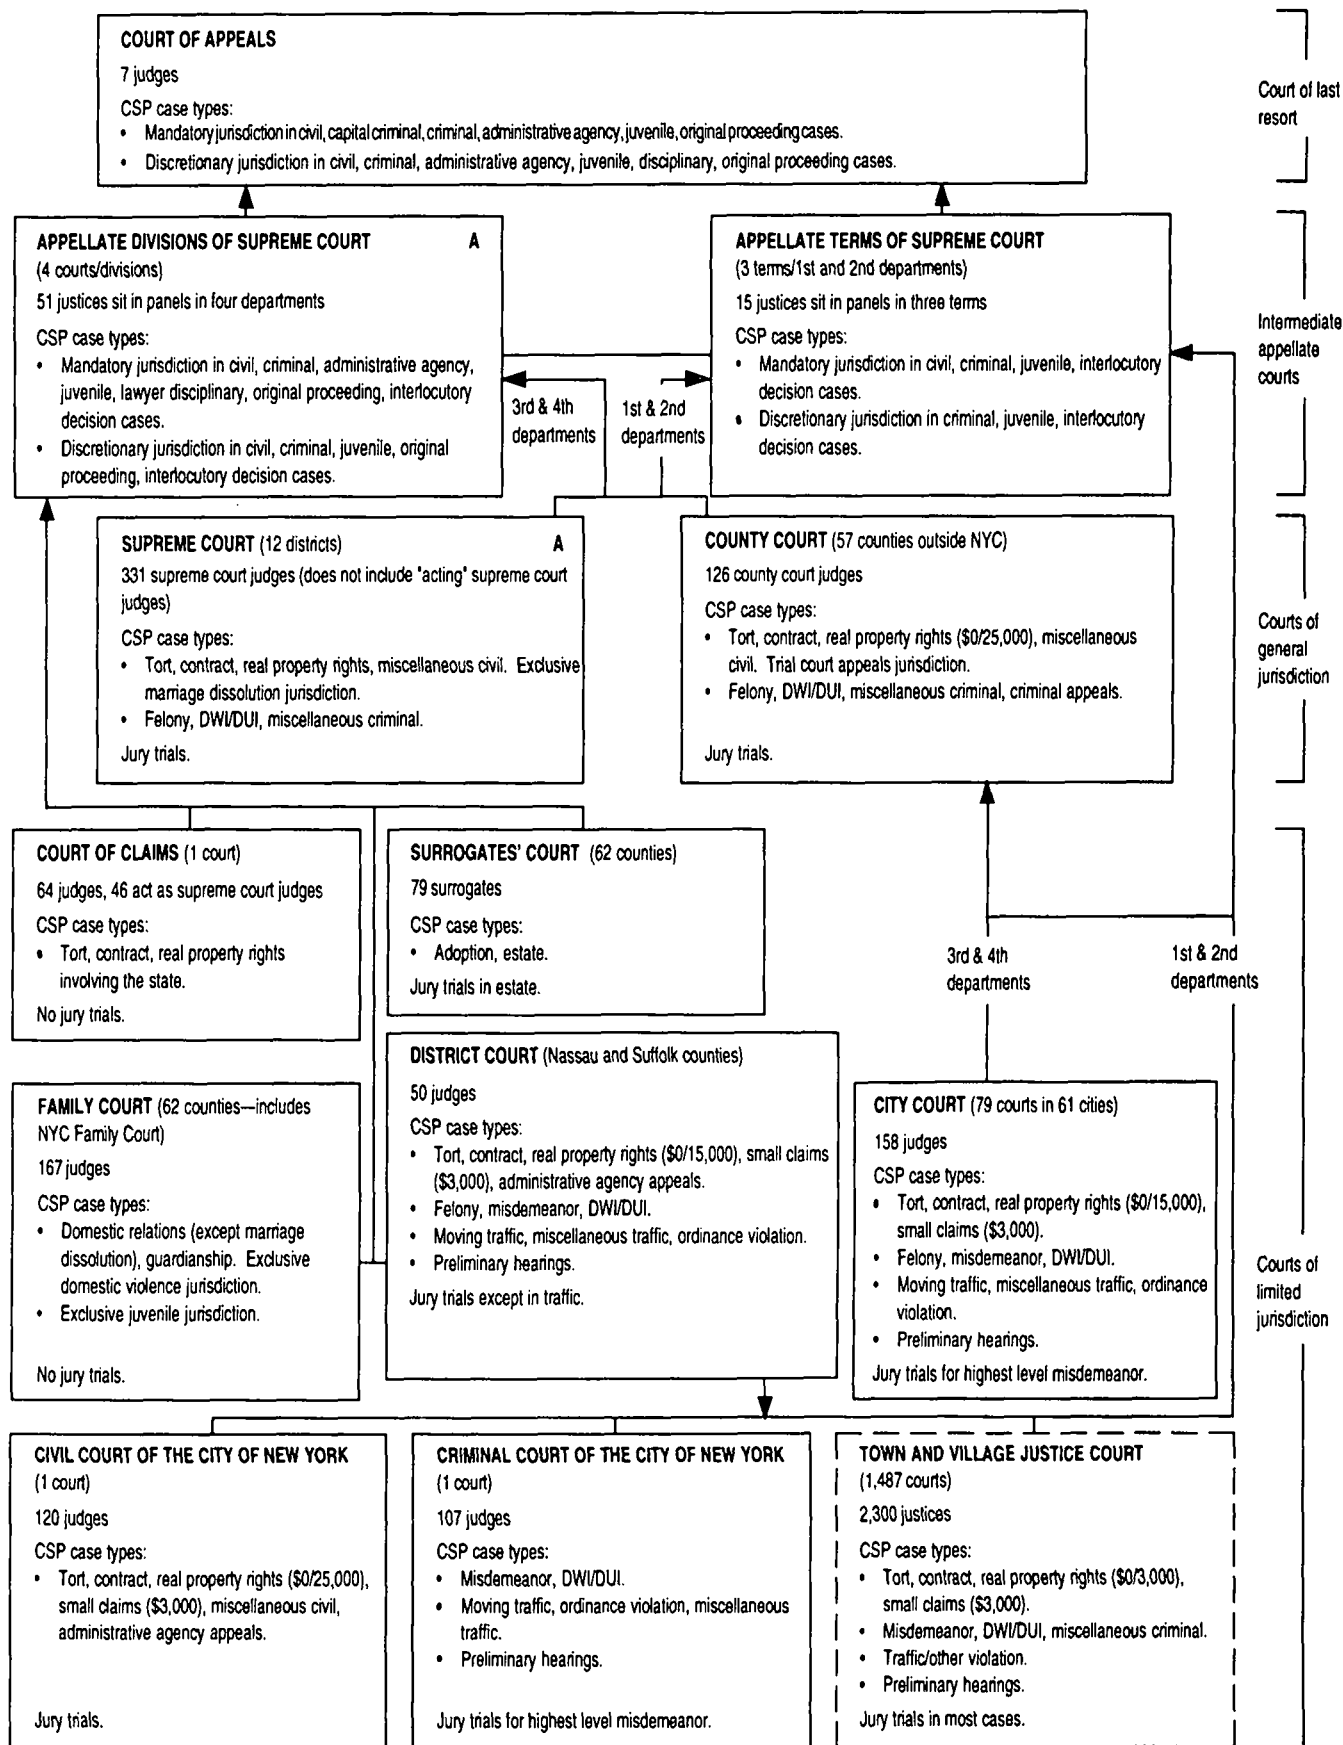 COURT OF APPEALS
7 judges
CSP case types:
• Mandatory jurisdiction in civil, capital criminal, criminal, administrative agency, juvenile, original proceeding cases.
• Discretionary jurisdiction in civil, criminal, administrative agency, juvenile, disciplinary, original proceeding cases.
Court of last
resort
APPELLATE DIVISIONS OF SUPREME COURT A
(4 courts/divisions)
51 justices sit in panels in four departments
CSP case types:
• Mandatory jurisdiction in civil, criminal, administrative agency,
juvenile, lawyer disciplinary, original proceeding, interlocutory
decision cases.
• Discretionary jurisdiction in civil, criminal, juvenile, original
proceeding, interlocutory decision cases.
3rd & 4th
departments
1st & 2nd
departments
APPELLATE TERMS OF SUPREME COURT
(3 terms/1st and 2nd departments)
15 justices sit in panels in three terms
CSP case types:
• Mandatory jurisdiction in civil, criminal, juvenile, interlocutory
decision cases.
• Discretionary jurisdiction in criminal, juvenile, interlocutory
decision cases.
Intermediate
appellate
courts
SUPREME COURT (12 districts) A
331 supreme court judges (does not include "acting" supreme court
judges)
CSP case types:
• Tort, contract, real property rights, miscellaneous civil. Exclusive
marriage dissolution jurisdiction.
• Felony, DWI/DUI, miscellaneous criminal.
Jury trials.
COUNTY COURT (57 counties outside NYC)
126 county court judges
CSP case types:
• Tort, contract, real property rights ($0/25,000), miscellaneous
civil. Trial court appeals jurisdiction.
• Felony, DWI/DUI, miscellaneous criminal, criminal appeals.
Jury trials.
Courts of
general
jurisdiction
COURT OF CLAIMS (1 court)
64 judges, 46 act as supreme court judges
CSP case types:
• Tort, contract, real property rights
involving the state.
No jury trials.
SURROGATES' COURT (62 counties)
79 surrogates
CSP case types:
• Adoption, estate.
Jury trials in estate.
3rd & 4th
departments
1st & 2nd
departments
FAMILY COURT (62 counties—includes
NYC Family Court)
167 judges
CSP case types:
• Domestic relations (except marriage
dissolution), guardianship. Exclusive
domestic violence jurisdiction.
• Exclusive juvenile jurisdiction.
No jury trials.
DISTRICT COURT (Nassau and Suffolk counties)
50 judges
CSP case types:
• Tort, contract, real property rights ($0/15,000), small claims
($3,000), administrative agency appeals.
• Felony, misdemeanor, DWI/DUI.
• Moving traffic, miscellaneous traffic, ordinance violation.
• Preliminary hearings.
Jury trials except in traffic.
CITY COURT (79 courts in 61 cities)
158 judges
CSP case types:
• Tort, contract, real property rights ($0/15,000),
small claims ($3,000).
• Felony, misdemeanor, DWI/DUI.
• Moving traffic, miscellaneous traffic, ordinance
violation.
• Preliminary hearings.
Jury trials for highest level misdemeanor.
Courts of
limited
jurisdiction
CIVIL COURT OF THE CITY OF NEW YORK
(1 court)
120 judges
CSP case types:
• Tort, contract, real property rights ($0/25,000),
small claims ($3,000), miscellaneous civil,
administrative agency appeals.
Jury trials.
CRIMINAL COURT OF THE CITY OF NEW YORK
(1 court)
107 judges
CSP case types:
• Misdemeanor, DWI/DUI.
• Moving traffic, ordinance violation, miscellaneous
traffic.
• Preliminary hearings.
Jury trials for highest level misdemeanor.
TOWN AND VILLAGE JUSTICE COURT
(1,487 courts)
2,300 justices
CSP case types:
• Tort, contract, real property rights ($0/3,000),
small claims ($3,000).
• Misdemeanor, DWI/DUI, miscellaneous criminal.
• Traffic/other violation.
• Preliminary hearings.
Jury trials in most cases.